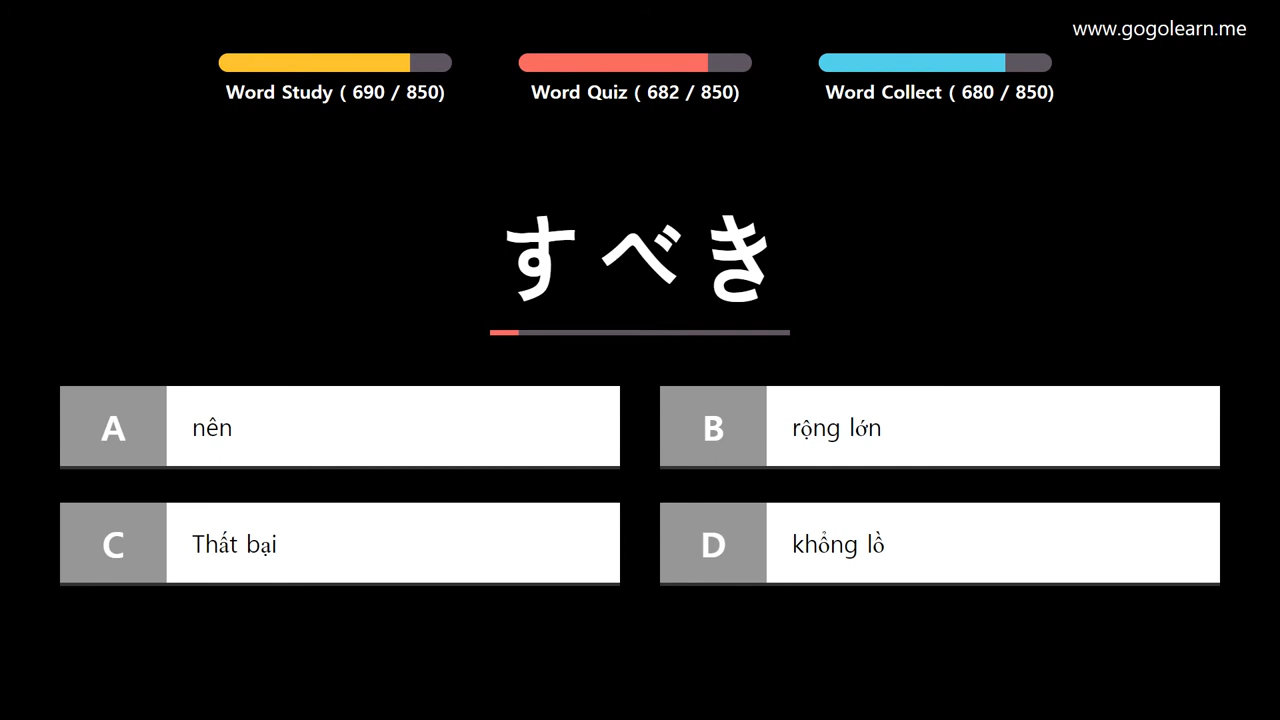 www.gogolearn.me
Word Study ( 690 / 850)
Word Quiz ( 682 / 850)
Word Collect ( 680 / 850)
すべき
A nên
B rộng lớn
C Thất bại
D khổng lồ